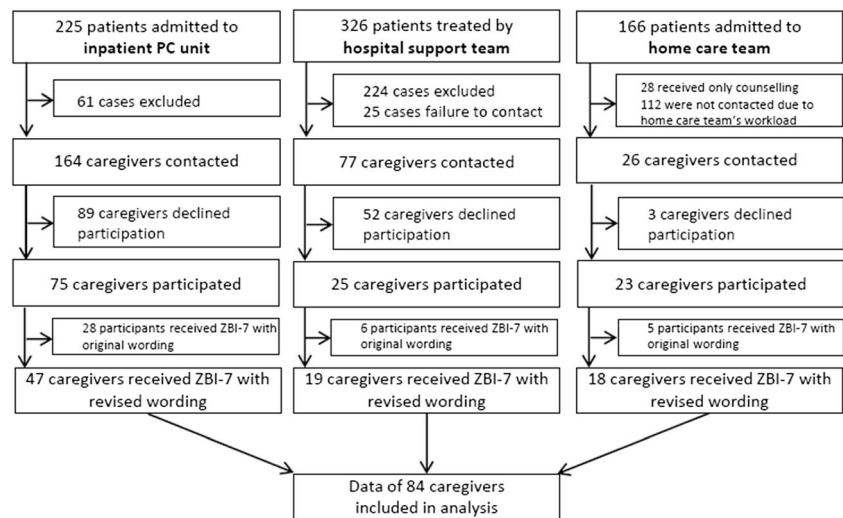 225 patients admitted to
inpatient PC unit
61 cases excluded
164 caregivers contacted
89 caregivers declined
participation
75 caregivers participated
28 participants received ZBI-7 with
original wording
47 caregivers received ZBI-7 with
revised wording
326 patients treated by
hospital support team
224 cases excluded
25 cases failure to contact
77 caregivers contacted
52 caregivers declined
participation
25 caregivers participated
6 participants received ZBI-7 with
original wording
19 caregivers received ZBI-7 with
revised wording
166 patients admitted to
home care team
28 received only counselling
112 were not contacted due to
home care team's workload
26 caregivers contacted
3 caregivers declined
participation
23 caregivers participated
5 participants received ZBI-7 with
original wording
18 caregivers received ZBI-7 with
revised wording
Data of 84 caregivers
included in analysis